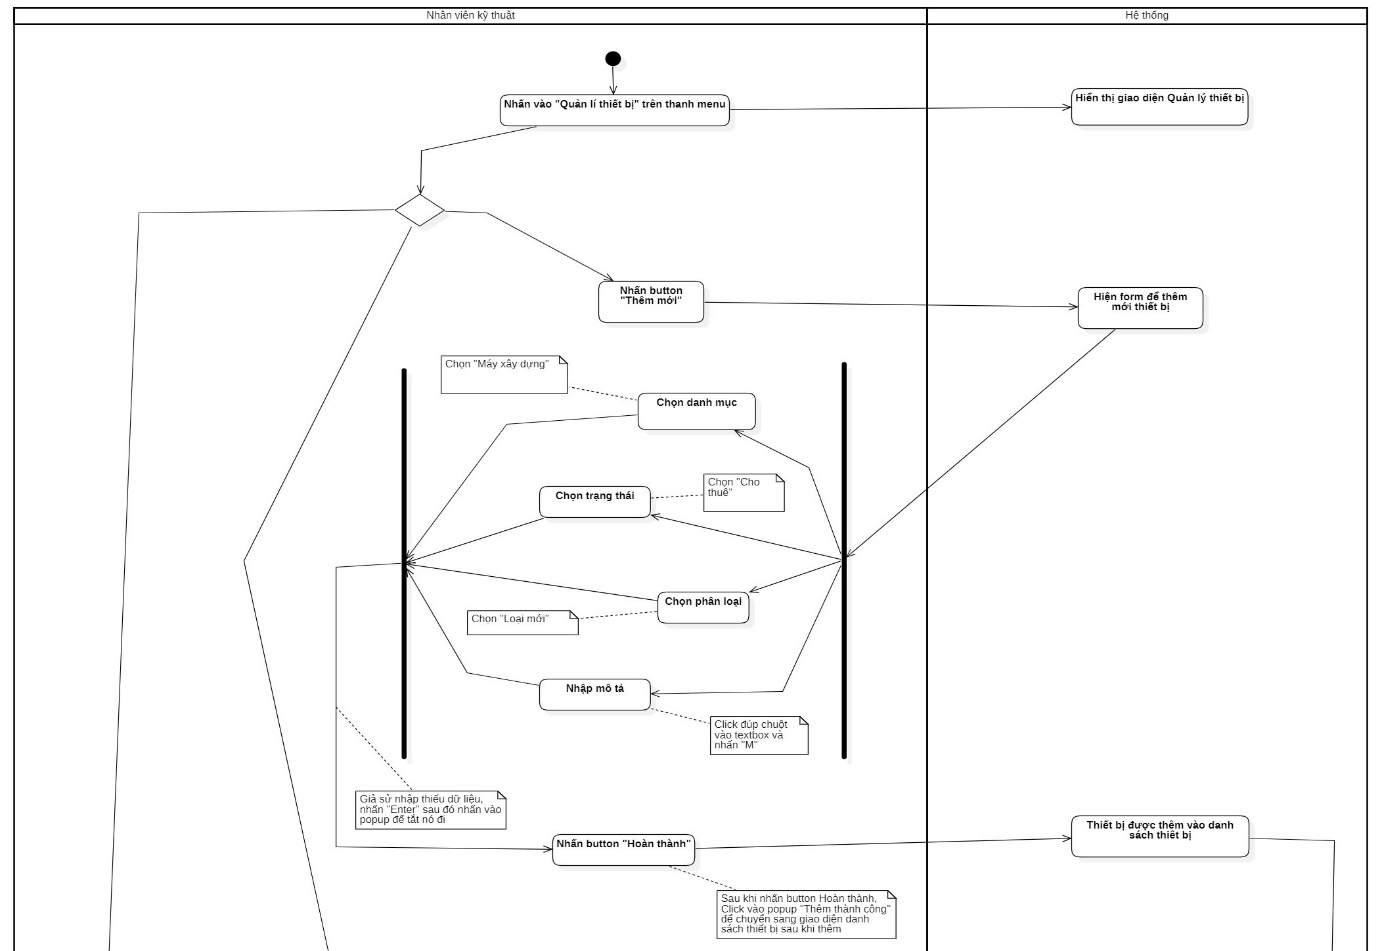 Nhân viên kỹ thuật
Hệ thống
Nhấn vào "Quản lí thiết bị" trên thanh menu
Hiển thị giao diện Quản lý thiết bị
Nhấn button
"Thêm mới"
Hiện form để thêm
mới thiết bị
Chọn "Máy xây dựng"
Chọn danh mục
Chọn "Cho
thuê"
Chọn trạng thái
Chọn phân loại
Chọn "Loại mới"
Nhập mô tả
Click đúp chuột
vào textbox và
nhấn "M"
Giả sử nhập thiếu dữ liệu,
nhấn "Enter" sau đó nhấn vào
popup để tắt nó đi
Nhấn button "Hoàn thành"
Thiết bị được thêm vào danh
sách thiêt bị
Sau khi nhấn button Hoàn thành,
Click vào popup "Thêm thành công"
để chuyển sang giao diện danh
sách thiết bị sau khi thêm